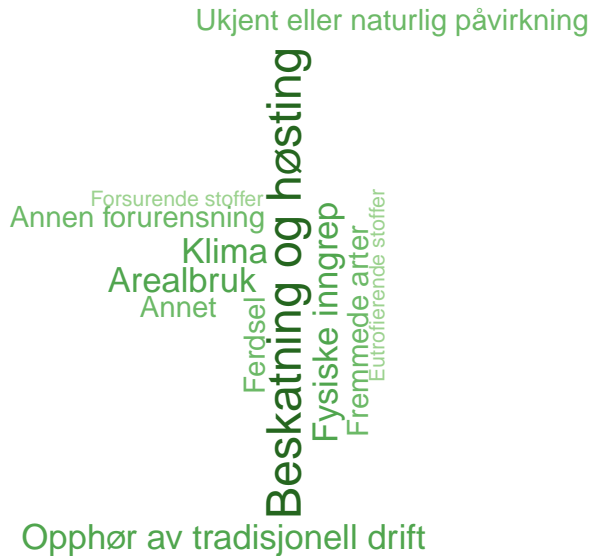 Ukjent eller naturlig påvirkning
Beskatning og høsting
Forsurende stoffer
Annen forurensning
Klima
Arealbruk
Annet
Ferdsel
Fysiske inngrep
Fremmede arter
Eutrofierende stoffer
Opphør av tradisjonell drift